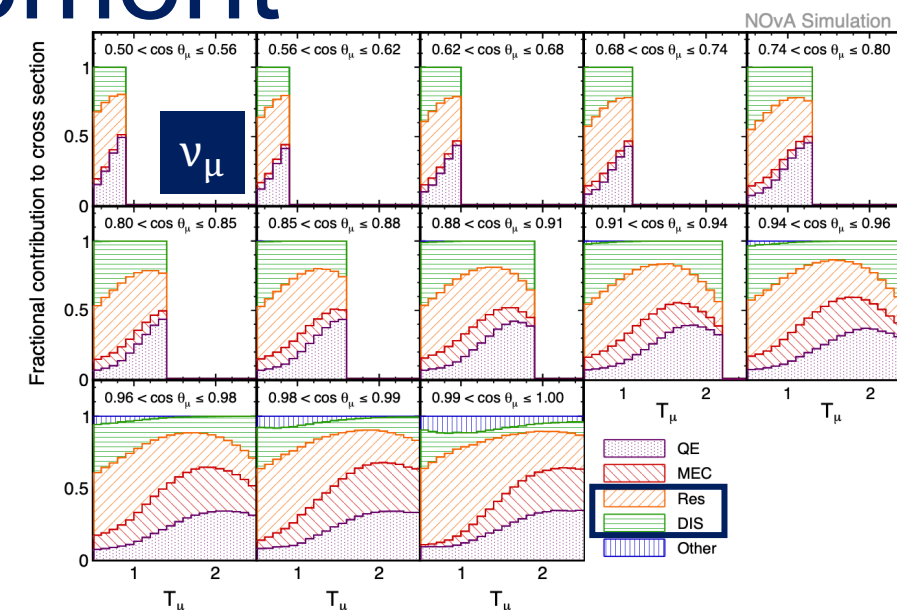 NOvA Simulation
Fractional contribution to cross section
0.50 < cos θμ ≤ 0.56 0.56 < cos θμ ≤ 0.62 0.62 < cos θμ ≤ 0.68 0.68 < cos θμ ≤ 0.74 0.74 < cos θμ ≤ 0.80
1
0.5
0
νμ
0.80 < cos θμ ≤ 0.85 0.85 < cos θμ ≤ 0.88 0.88 < cos θμ ≤ 0.91 0.91 < cos θμ ≤ 0.94 0.94 < cos θμ ≤ 0.96
1
0.5
0
1 2 1 2
Tμ Tμ
0.96 < cos θμ ≤ 0.98 0.98 < cos θμ ≤ 0.99 0.99 < cos θμ ≤ 1.00
1
0.5
0
1 2 1 2 1 2
Tμ Tμ Tμ
QE
MEC
Res
DIS
Other